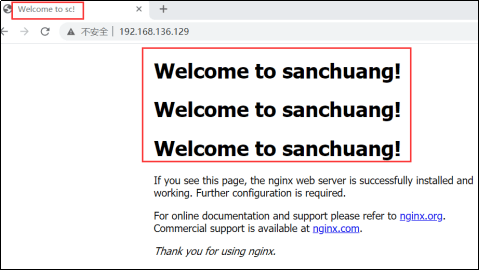 Welcome to sc!
不安全 | 192.168.136.129
Welcome to sanchuang!
Welcome to sanchuang!
Welcome to sanchuang!
If you see this page, the nginx web server is successfully installed and
working. Further configuration is required.
For online documentation and support please refer to nginx.org.
Commercial support is available at nginx.com.
Thank you for using nginx.